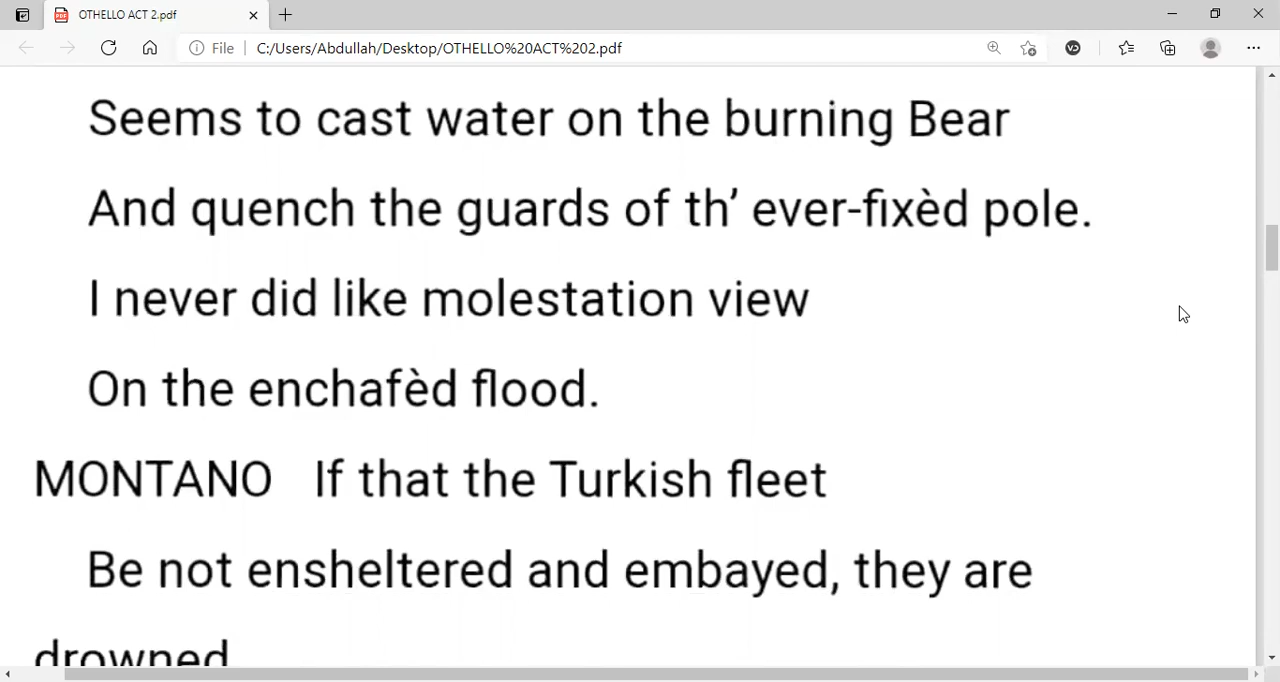 OTHELLO ACT 2.pdf
File C:/Users/Abdullah/Desktop/OTHELLO%20ACT%202.pdf
Seems to cast water on the burning Bear
And quench the guards of th’ ever-fixèd pole.
I never did like molestation view
On the enchafèd flood.
MONTANO If that the Turkish fleet
Be not ensheltered and embayed, they are
drowned